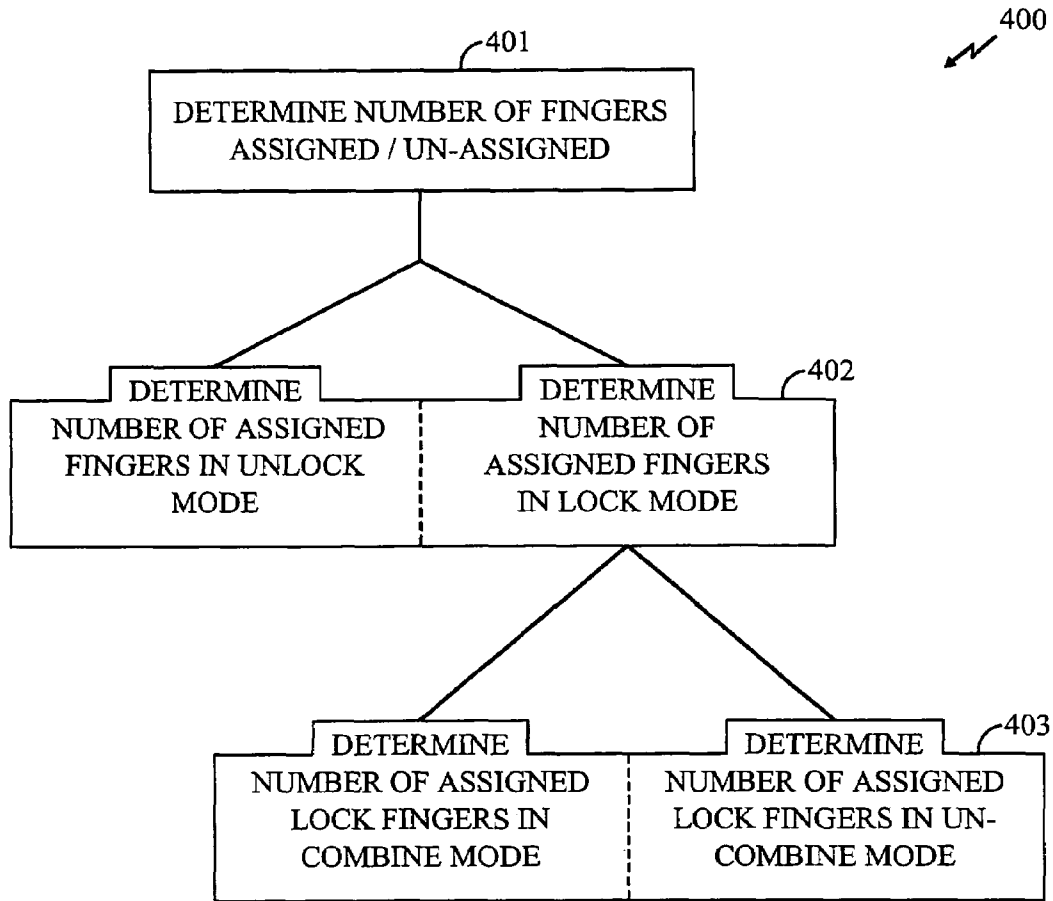 400
401
DETERMINE NUMBER OF FINGERS
ASSIGNED / UN-ASSIGNED
402
DETERMINE
NUMBER OF ASSIGNED
FINGERS IN UNLOCK
MODE
DETERMINE
NUMBER OF
ASSIGNED FINGERS
IN LOCK MODE
403
DETERMINE
NUMBER OF ASSIGNED
LOCK FINGERS IN
COMBINE MODE
DETERMINE
NUMBER OF ASSIGNED
LOCK FINGERS IN UN-
COMBINE MODE